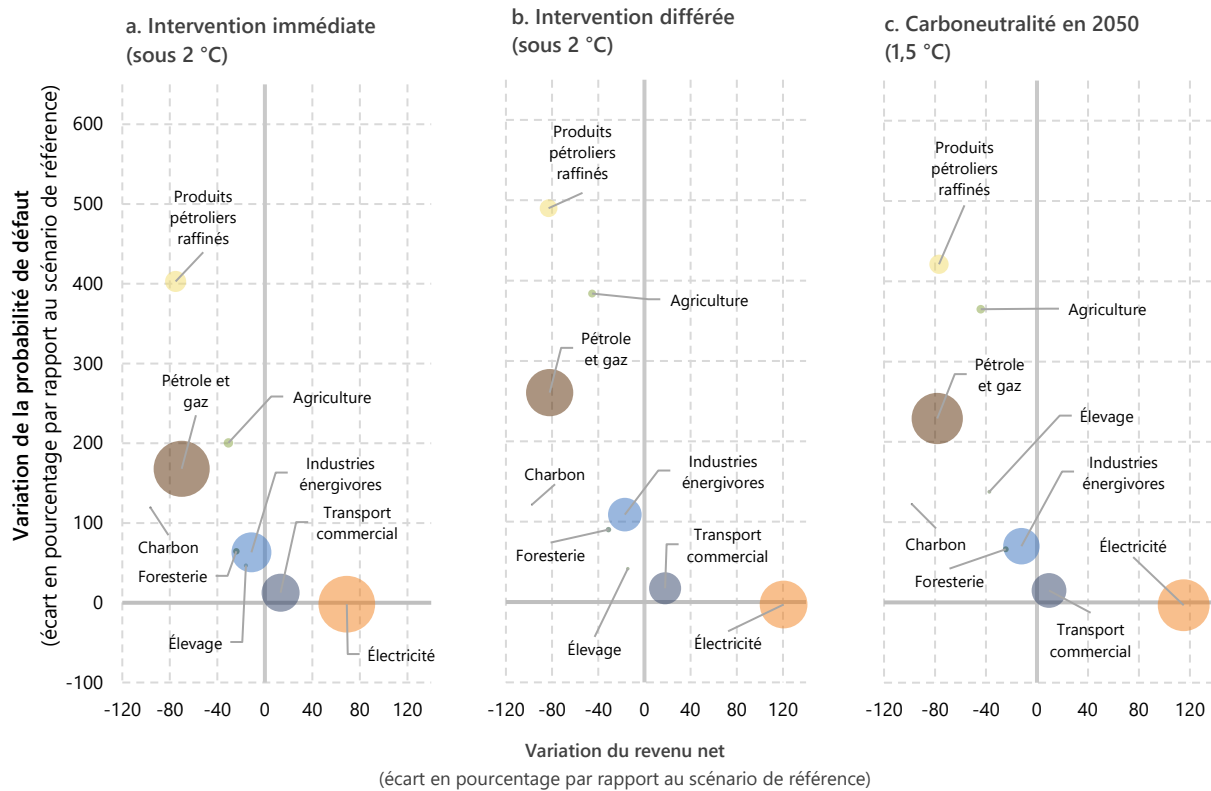 a. Intervention immédiate
(sous 2 °C)
b. Intervention différée
(sous 2 °C)
c. Carboneutralité en 2050
(1,5 °C)
Variation de la probabilité de défaut
(écart en pourcentage par rapport au scénario de référence)
600
500
400
300
200
100
0
-100
Produits
pétroliers
raffinés
Pétrole et
gaz
Agriculture
Industries
énergivores
Transport
commercial
Charbon
Foresterie
Élevage
Électricité
-120
-80
-40
0
40
80
120
Produits
pétroliers
raffinés
Agriculture
Pétrole
et gaz
Charbon
Industries
énergivores
Foresterie
Transport
commercial
Élevage
Électricité
-120
-80
-40
0
40
80
120
Produits
pétroliers
raffinés
Agriculture
Pétrole
et gaz
Élevage
Industries
énergivores
Charbon
Électricité
Foresterie
Transport
commercial
-120
-80
-40
0
40
80
120
Variation du revenu net
(écart en pourcentage par rapport au scénario de référence)